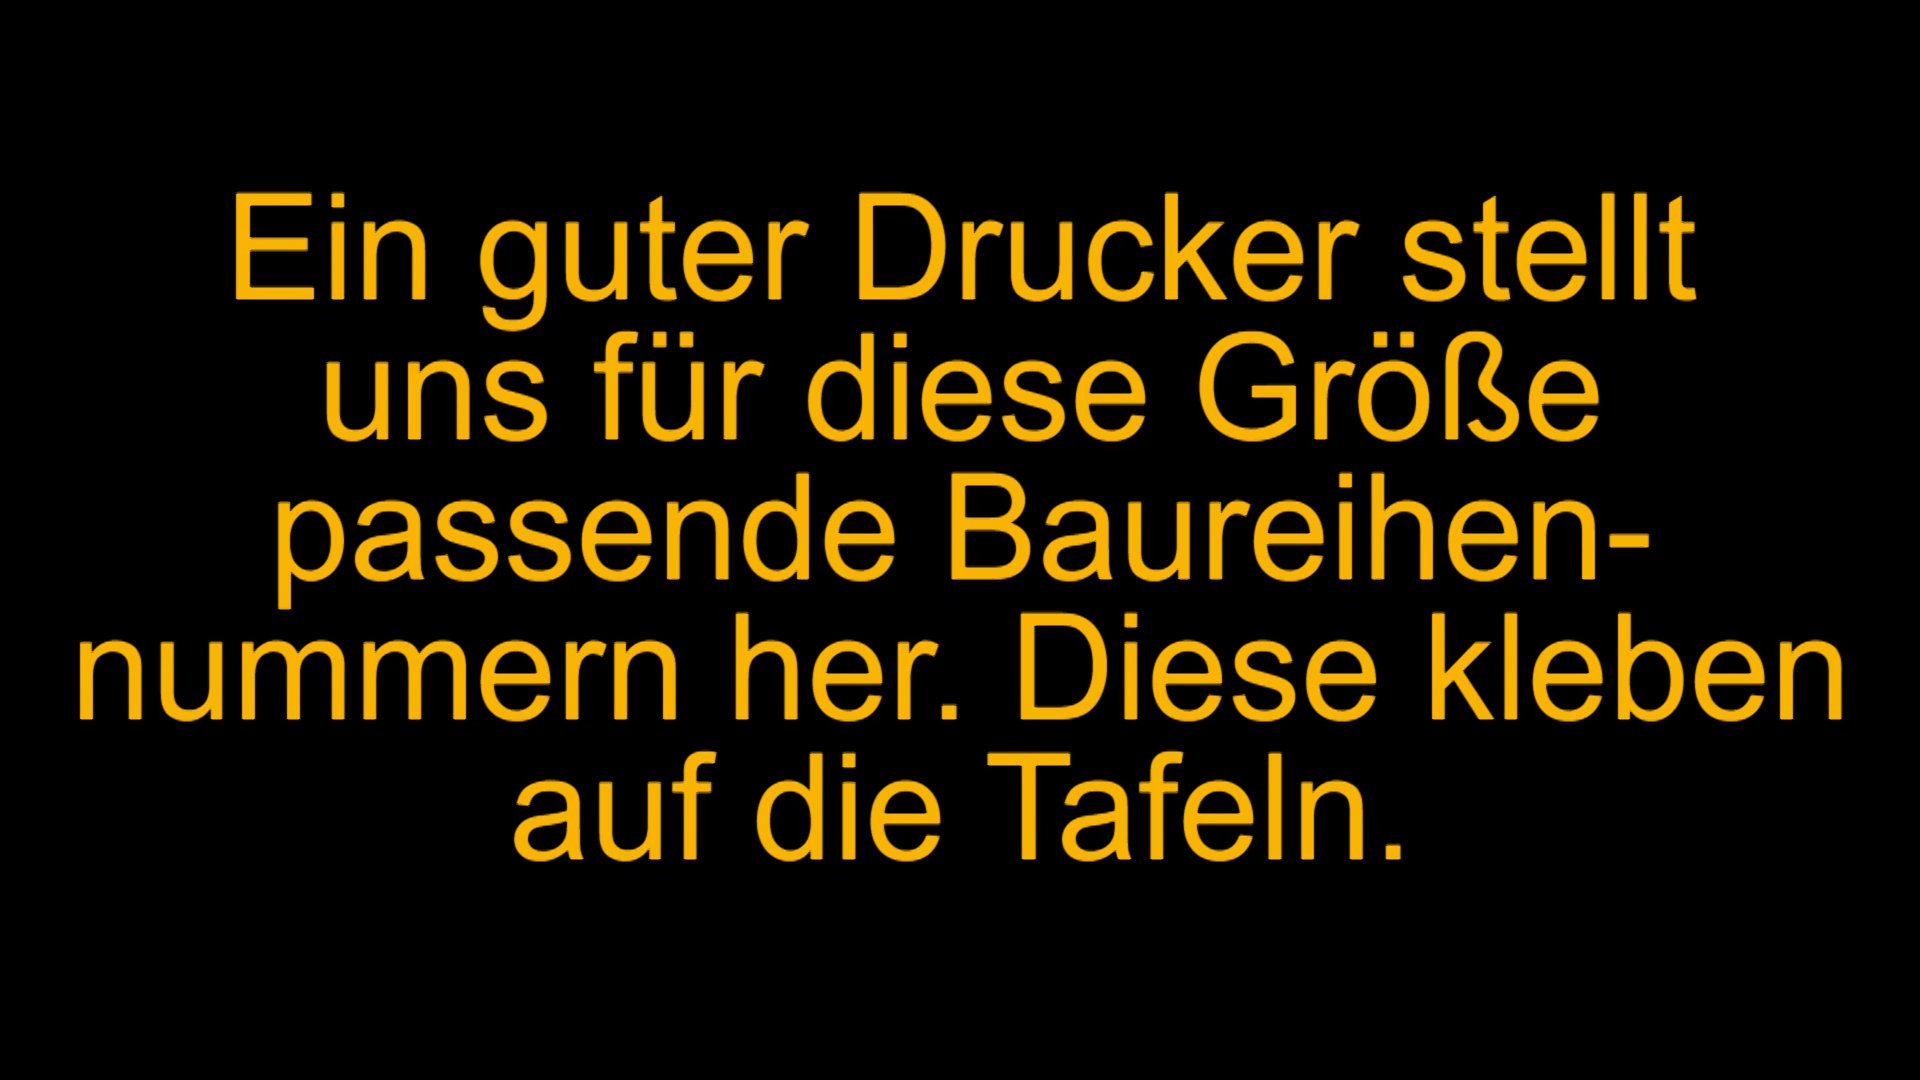 Ein guter Drucker stellt
uns für diese Größe
passende Baureihen-
nummern her. Diese kleben
auf die Tafeln.